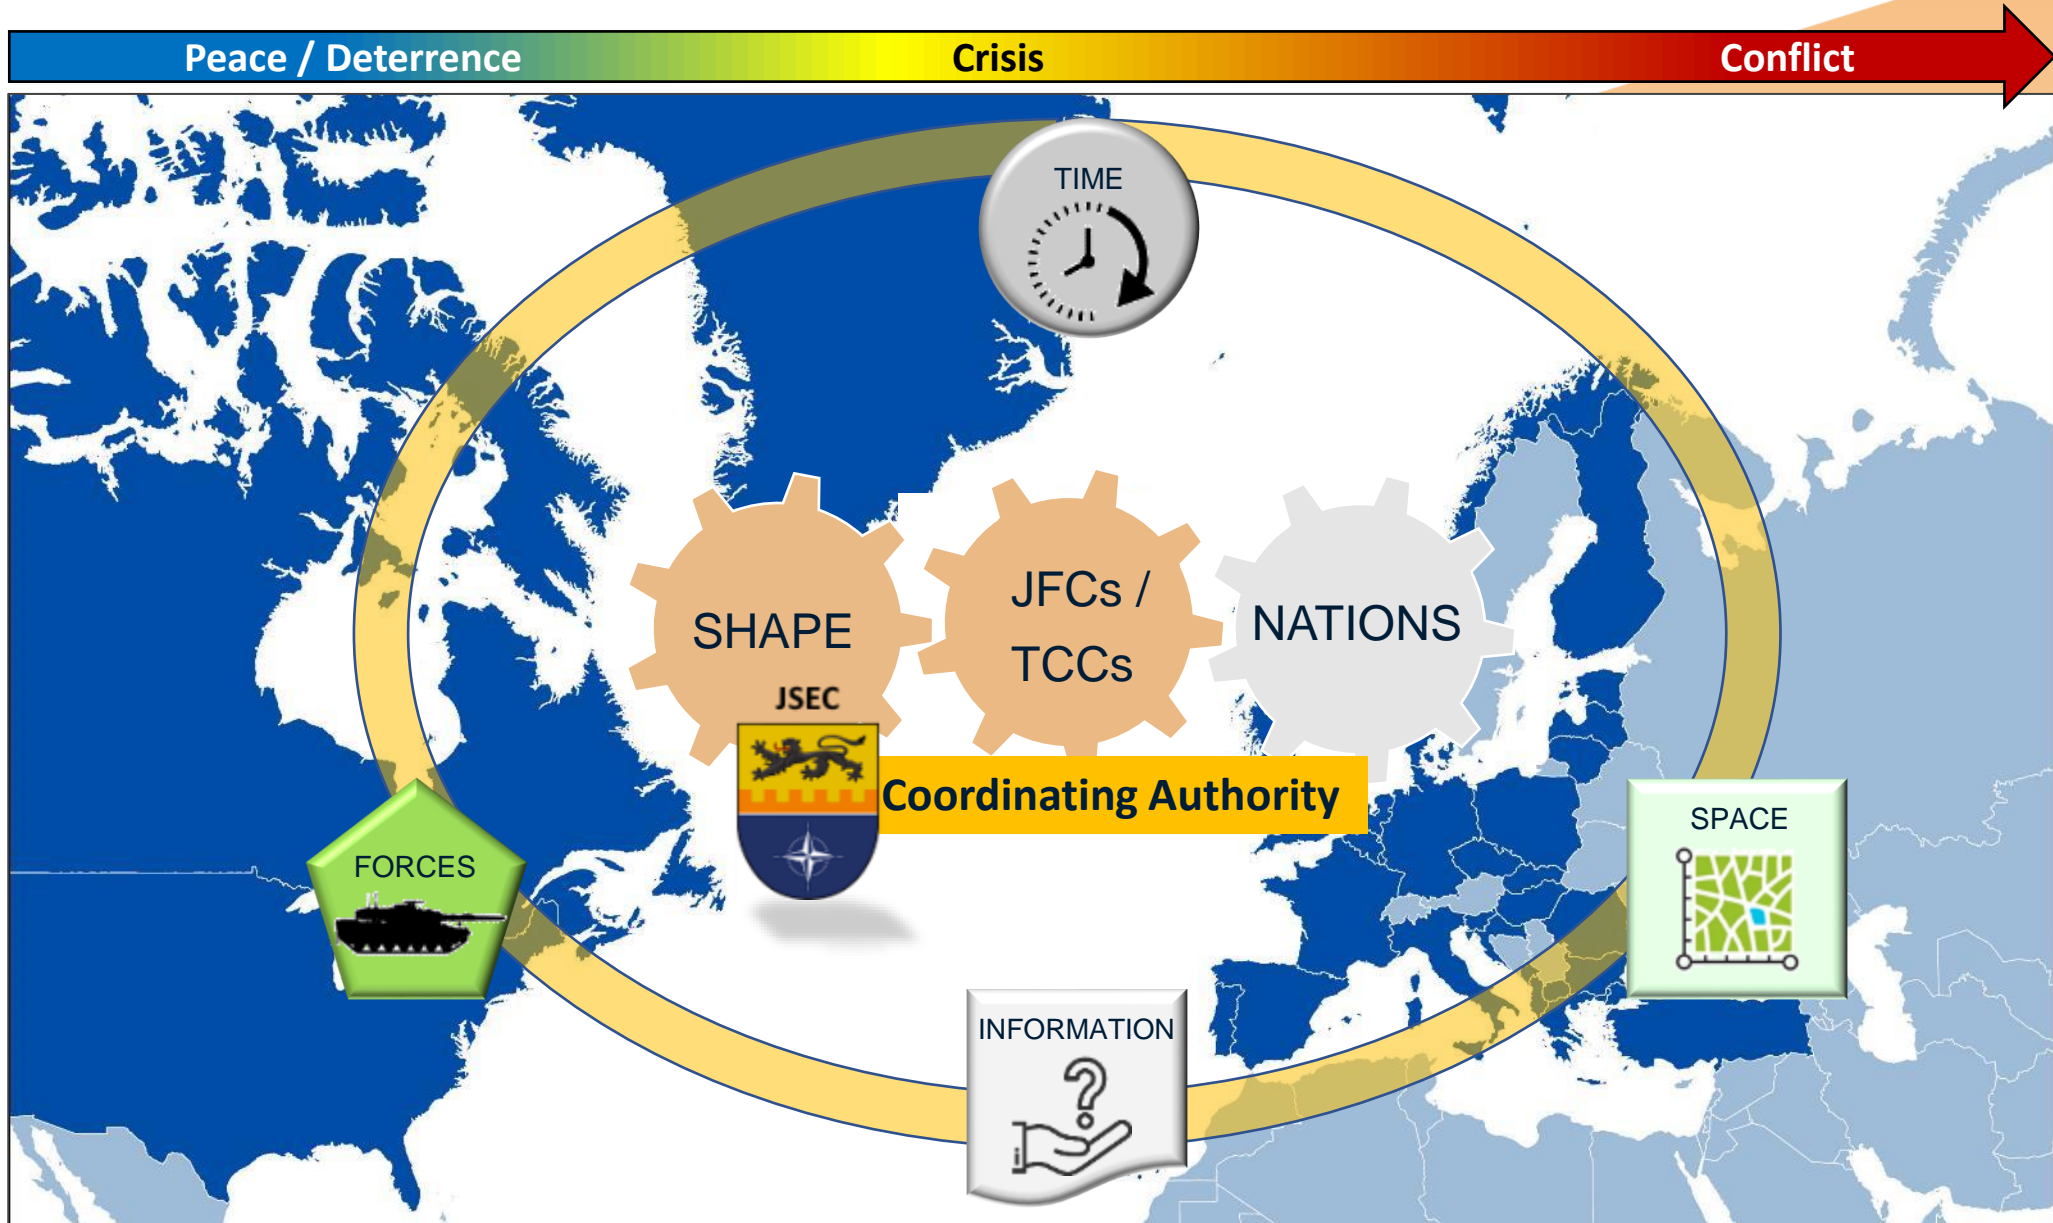 Peace / Deterrence
Crisis
Conflict
TIME
SHAPE
JFCs /
TCCs
NATIONS
JSEC
Coordinating Authority
FORCES
SPACE
INFORMATION
?